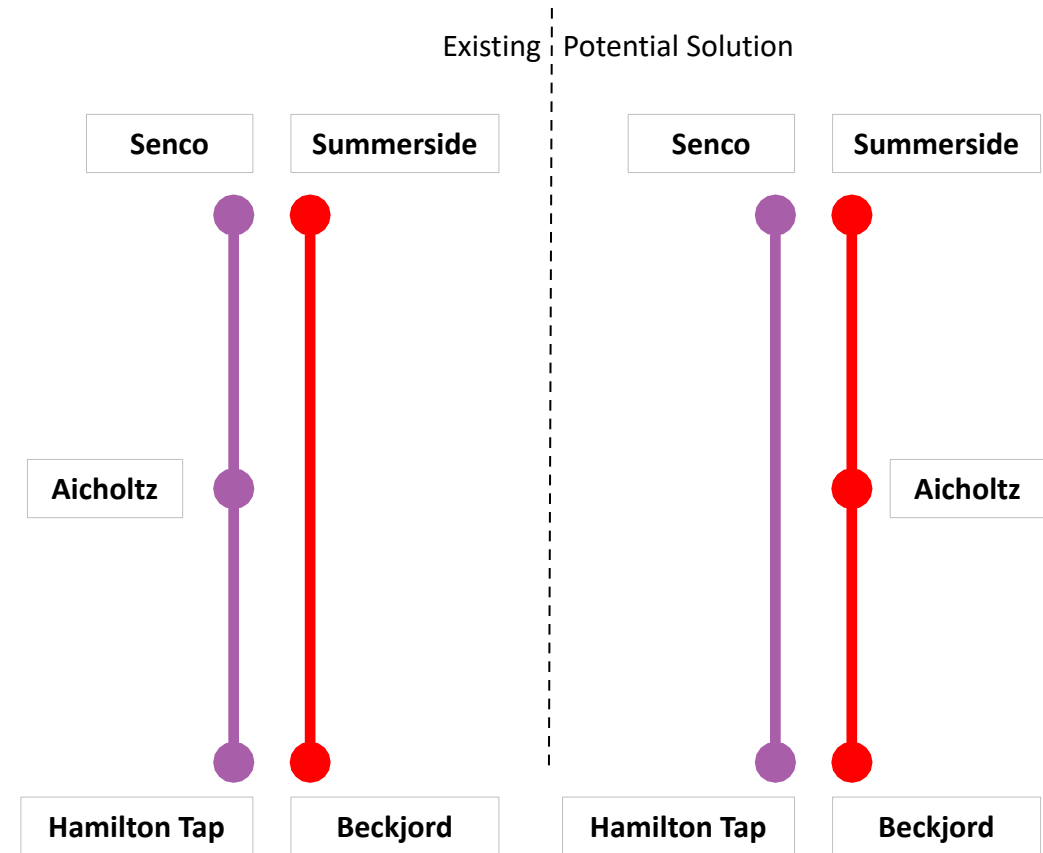 Existing Potential Solution
Senco Summerside Senco Summerside
Aicholtz Aicholtz
Hamilton Tap Beckjord Hamilton Tap Beckjord